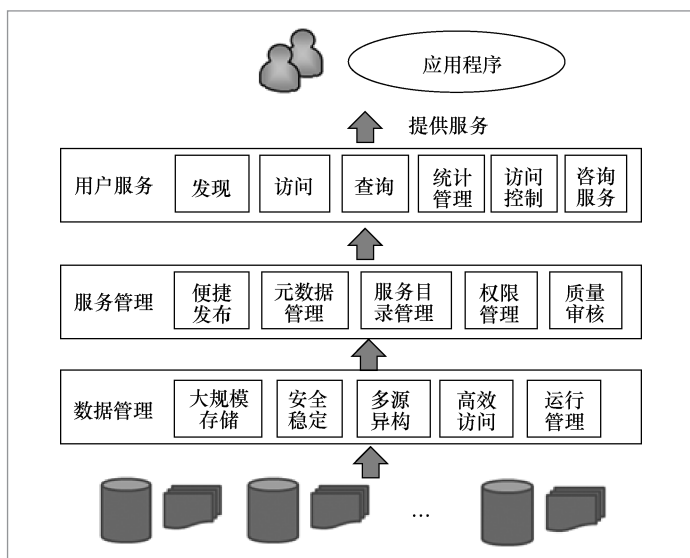 应用程序
提供服务
用户服务
发现
访问
查询
统计
管理
访问
控制
咨询
服务
服务管理
便捷
发布
元数据
管理
服务目
录管理
权限
管理
质量
审核
数据管理
大规模
存储
安全
稳定
多源
异构
高效
访问
运行
管理
…